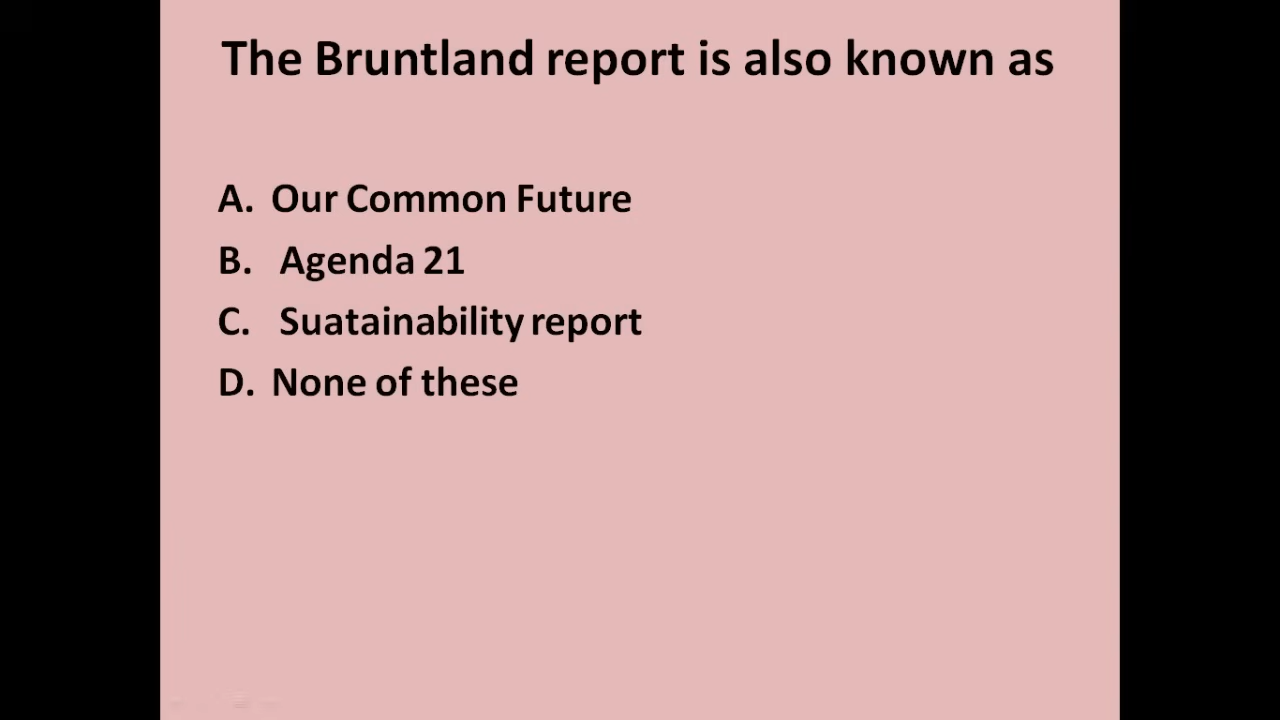 The Bruntland report is also known as
A. Our Common Future
B. Agenda 21
C. Suatainability report
D. None of these